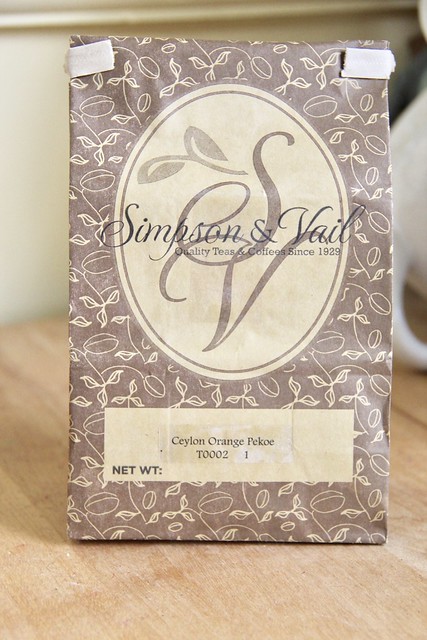 Simpson & Vail
Quality Teas & Coffees Since 1929
Ceylon Orange Pekoe
T0002 1
NET WT: